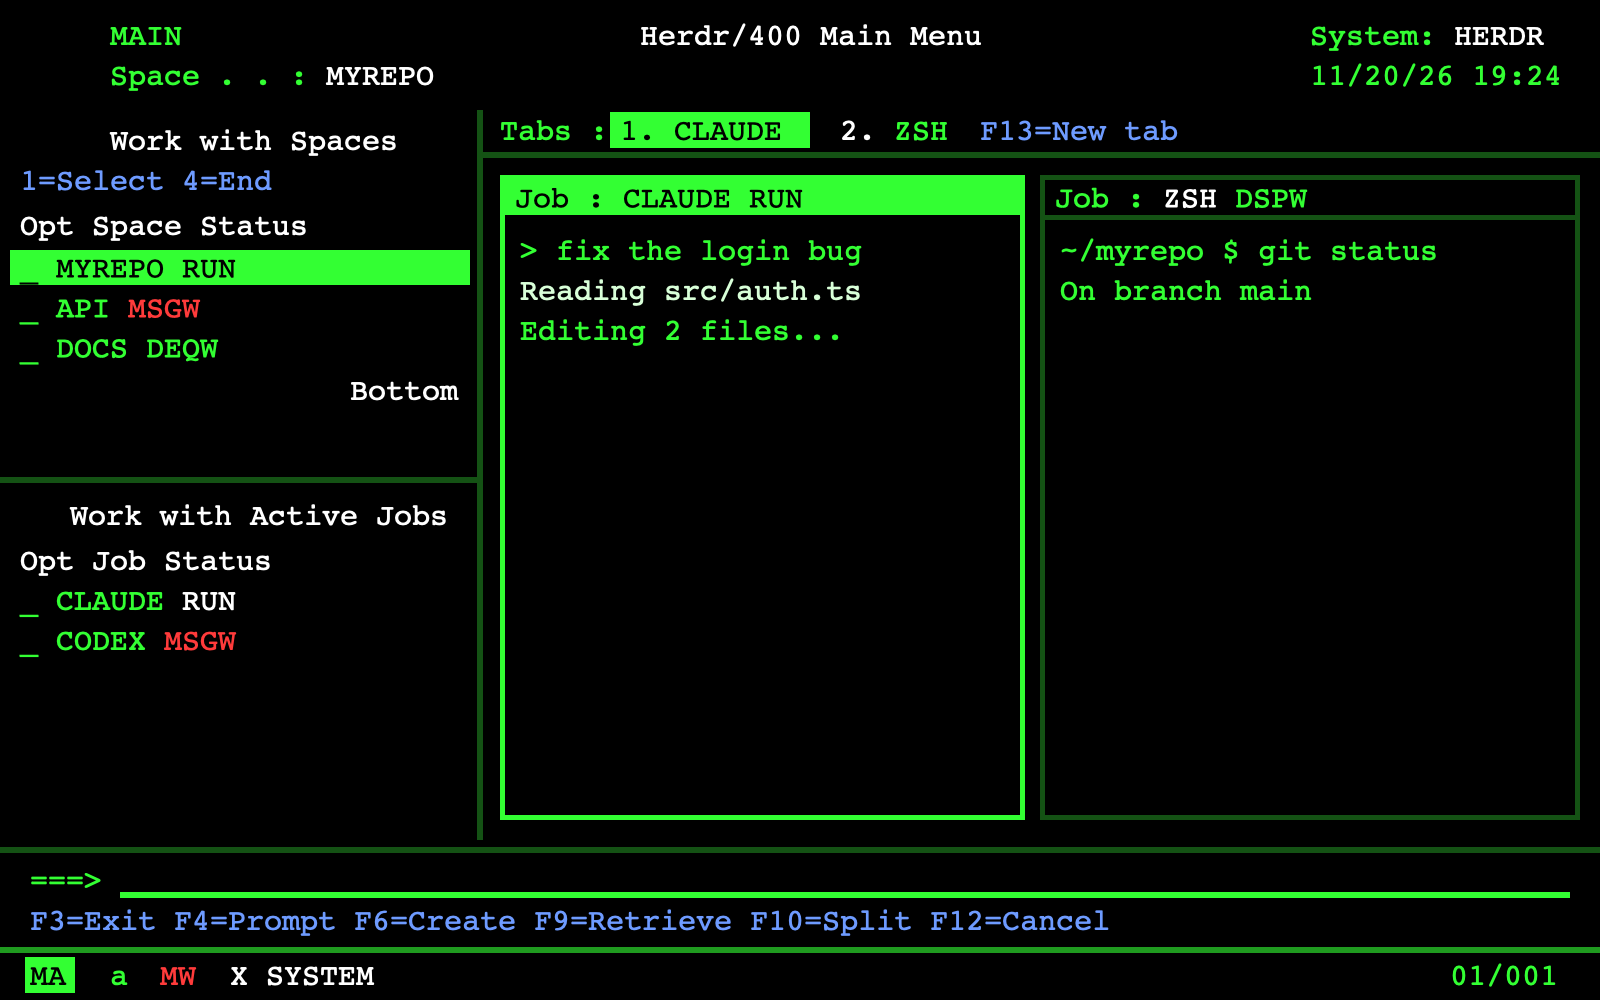 MAIN
Herdr/400 Main Menu
System: HERDR
Space . . : MYREPO
11/20/26 19:24
Work with Spaces
1=Select 4=End
Opt Space Status
_ MYREPO RUN
_ API MSGW
_ DOCS DEQW
Bottom
Work with Active Jobs
Opt Job Status
_ CLAUDE RUN
_ CODEX MSGW
Tabs : 1. CLAUDE 2. ZSH F13=New tab
Job : CLAUDE RUN
> fix the login bug
Reading src/auth.ts
Editing 2 files...
Job : ZSH DSPW
~/myrepo $ git status
On branch main
===>
F3=Exit F4=Prompt F6=Create F9=Retrieve F10=Split F12=Cancel
MA a MW X SYSTEM 01/001